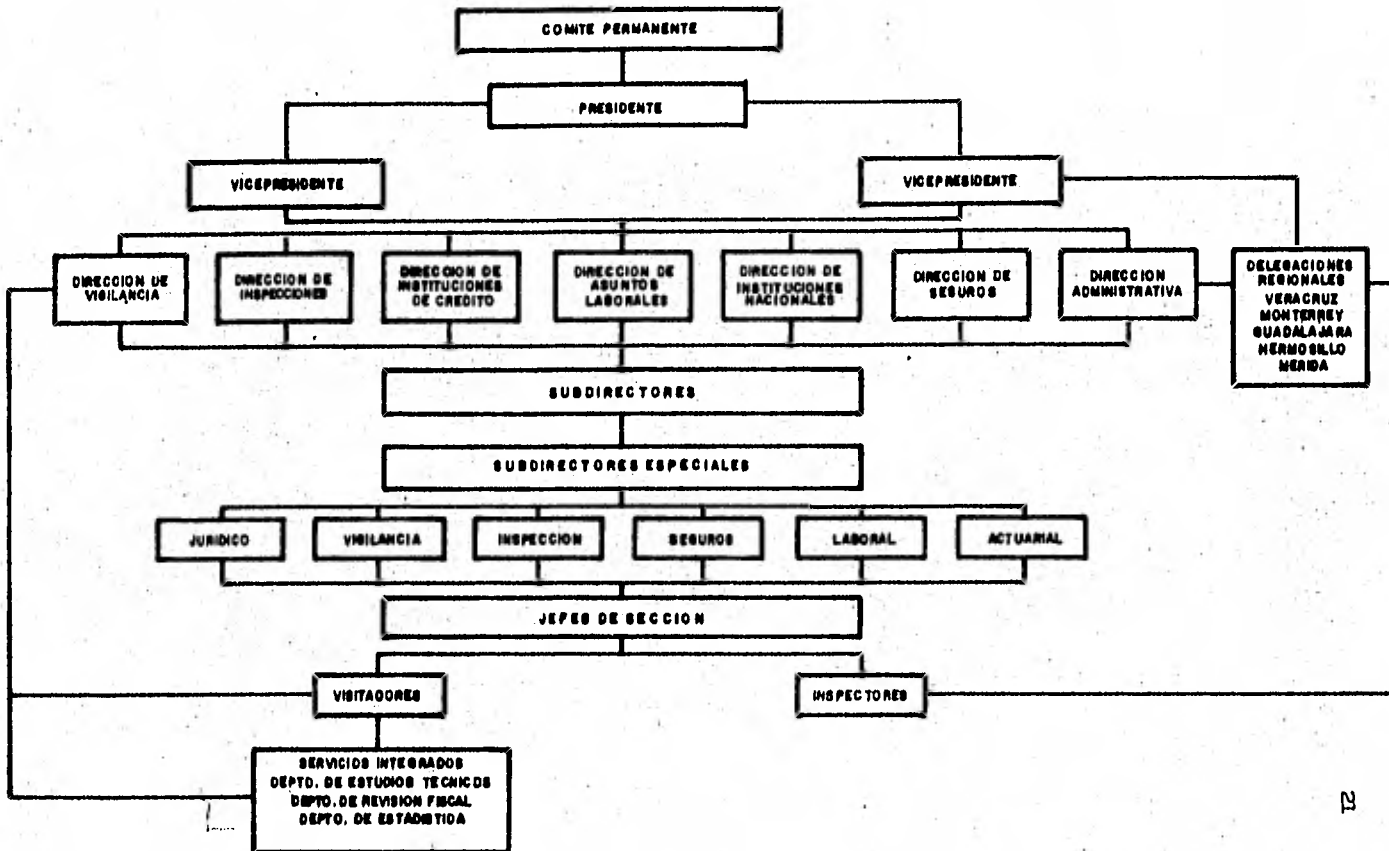 COMITE PERMANENTE
PRESIDENTE
VICEPRESIDENTE
VICEPRESIDENTE
DIRECCION DE
VIGILANCIA
DIRECCION DE
INSPECCIONES
DIRECCION DE
INSTITUCIONES
DE CREDITO
DIRECCION DE
ASUNTOS
LABORALES
DIRECCION DE
INSTITUCIONES
NACIONALES
DIRECCION DE
SEGUROS
DIRECCION
ADMINISTRATIVA
DELEGACIONES
REGIONALES
VERACRUZ
MONTERREY
GUADALAJARA
HERMOSILLO
MERIDA
SUBDIRECTORES
SUBDIRECTORES ESPECIALES
JURIDICO
VIGILANCIA
INSPECCION
SEGUROS
LABORAL
ACTUARIAL
JEFES DE SECCION
VISITADORES
INSPECTORES
SERVICIOS INTEGRADOS
DEPTO. DE ESTUDIOS TECNICOS
DEPTO. DE REVISION FISCAL
DEPTO. DE ESTADISTIDA